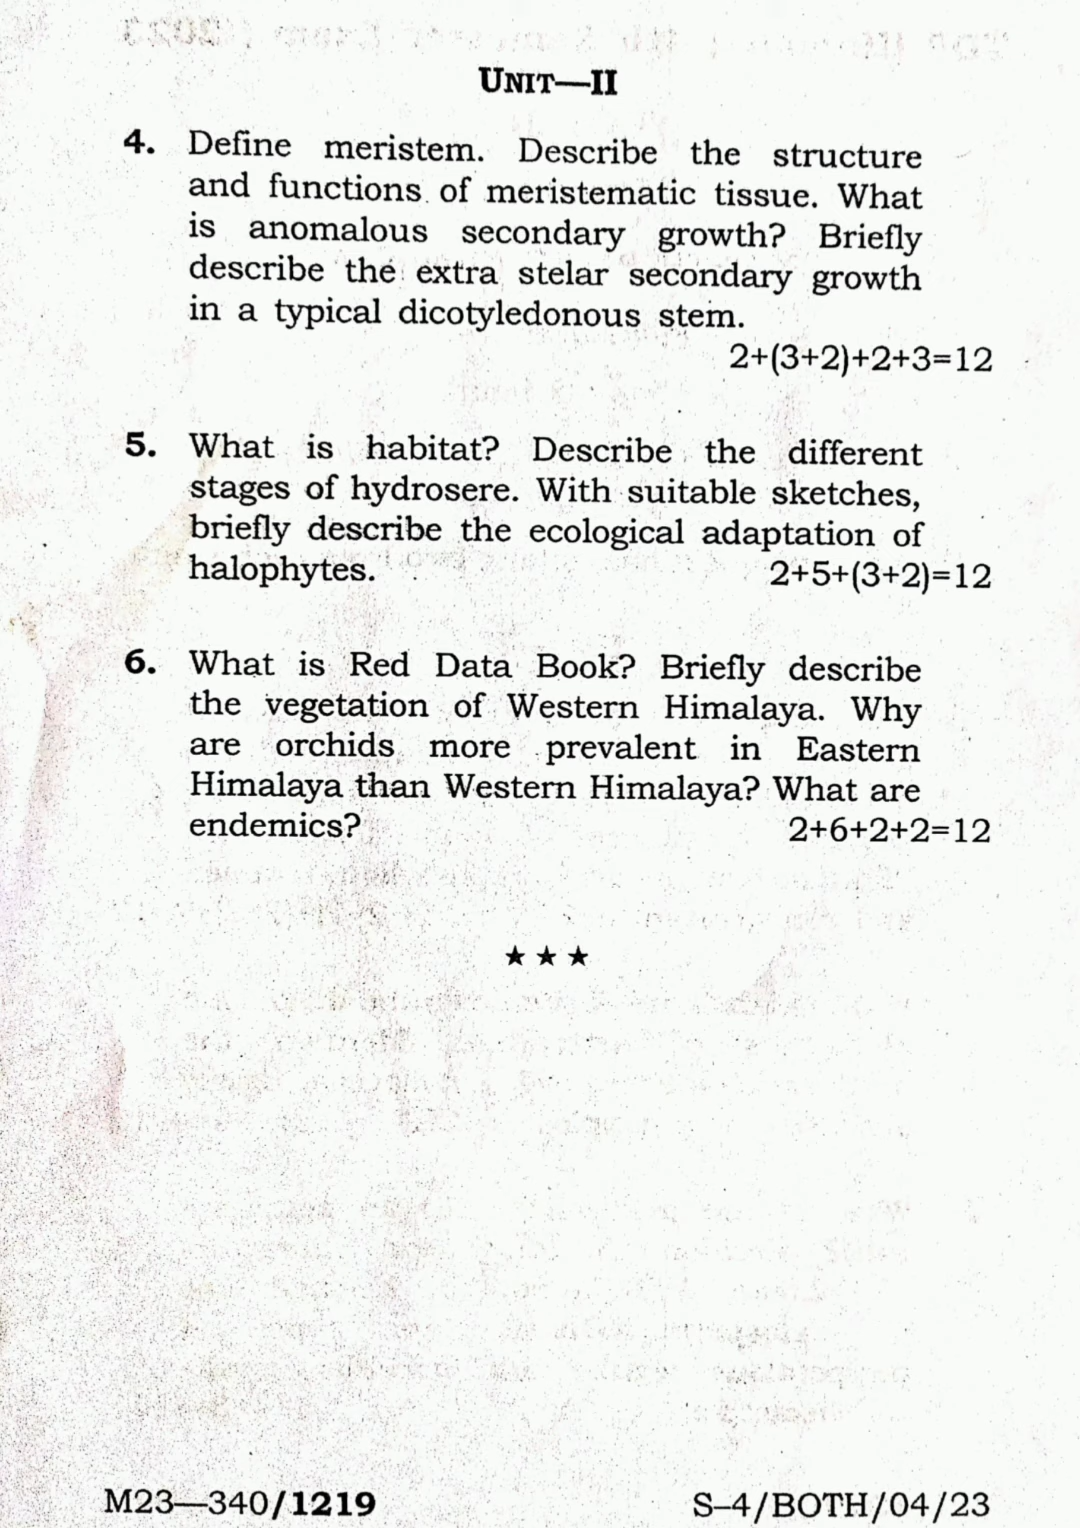 UNIT—II
4. Define meristem. Describe the structure
and functions of meristematic tissue. What
is anomalous secondary growth? Briefly
describe the extra stelar secondary growth
in a typical dicotyledonous stem.
2+(3+2)+2+3=12
5. What is habitat? Describe the different
stages of hydrosere. With suitable sketches,
briefly describe the ecological adaptation of
halophytes. 2+5+(3+2)=12
6. What is Red Data Book? Briefly describe
the vegetation of Western Himalaya. Why
are orchids more prevalent in Eastern
Himalaya than Western Himalaya? What are
endemics? 2+6+2+2=12
★ ★ ★
M23—340/1219 S–4/BOTH/04/23